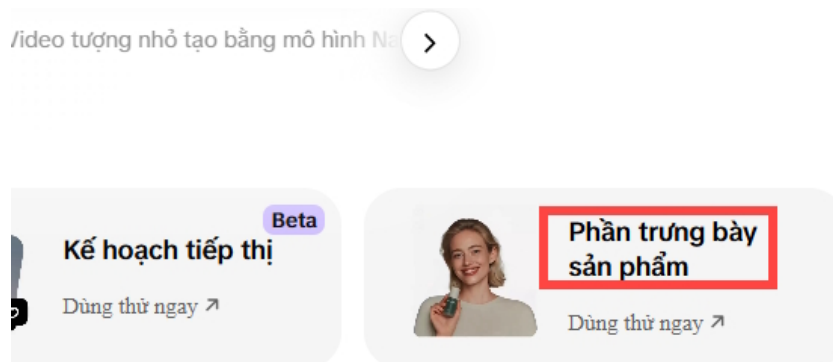 Video tượng nhỏ tạo bằng mô hình
Beta
Kế hoạch tiếp thị
Dùng thử ngay
Phần trưng bày
sản phẩm
Dùng thử ngay